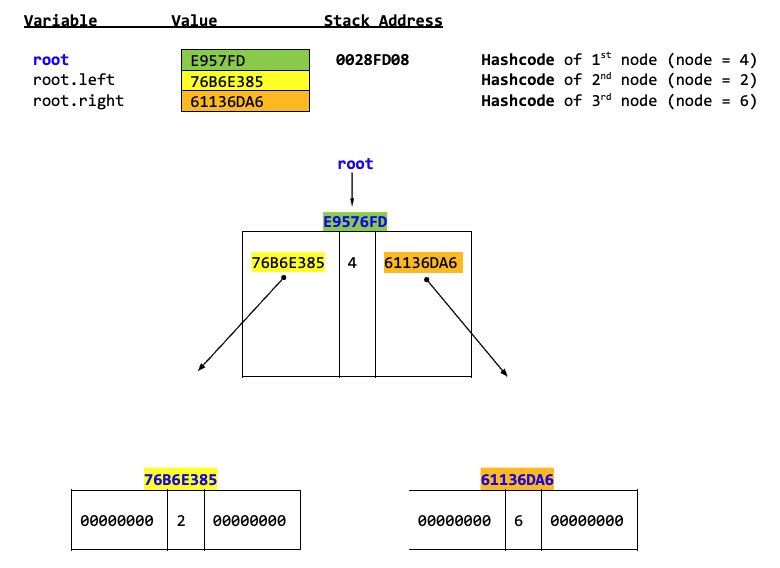 Variable Value Stack Address
root E957FD 0028FD08 Hashcode of 1st node (node = 4)
root.left 76B6E385 Hashcode of 2nd node (node = 2)
root.right 61136DA6 Hashcode of 3rd node (node = 6)
root
E9576FD
76B6E385 4 61136DA6
76B6E385 61136DA6
00000000 2 00000000 00000000 6 00000000